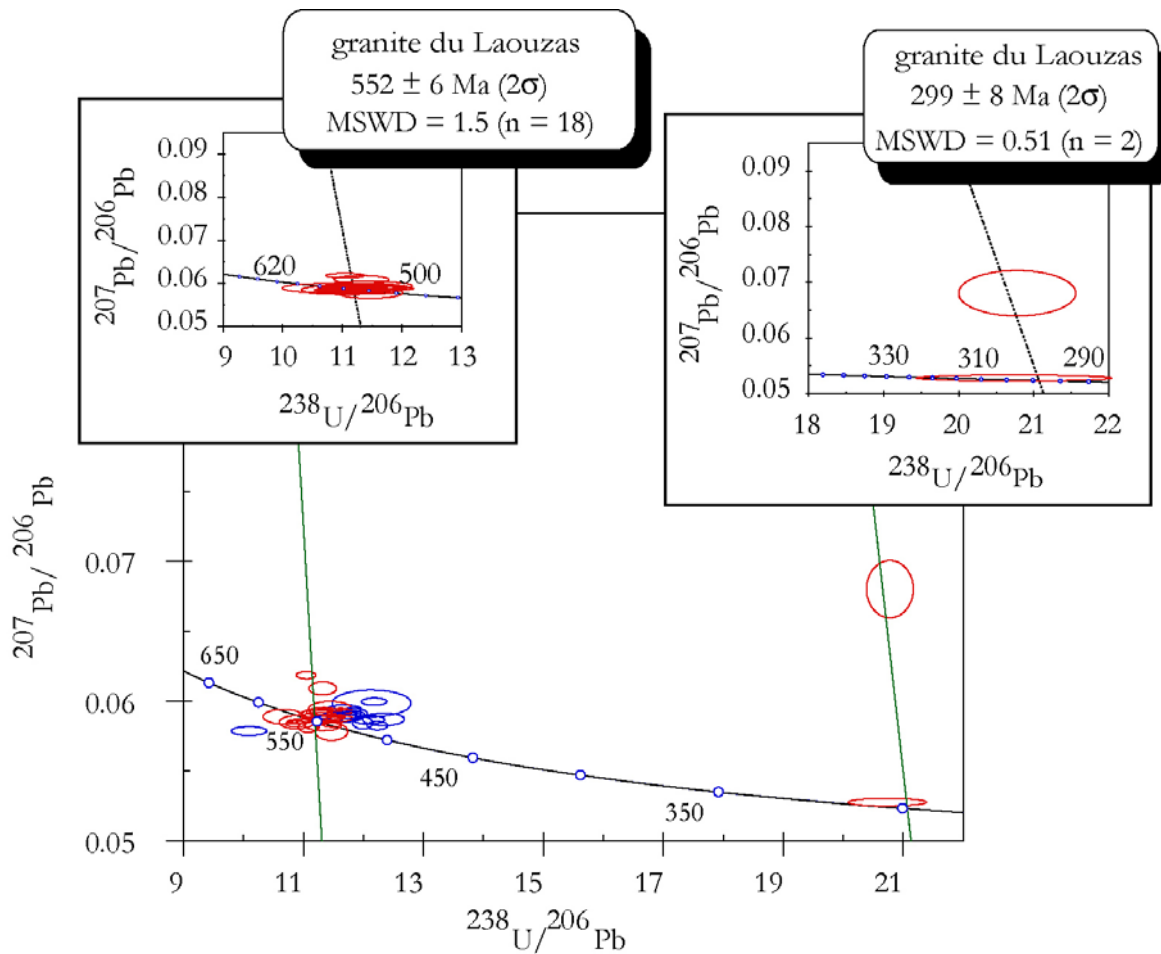 granite du Laouzas
552 ± 6 Ma (2σ)
MSWD = 1.5 (n = 18)
granite du Laouzas
299 ± 8 Ma (2σ)
MSWD = 0.51 (n = 2)
207Pb/206Pb
0.09
0.08
0.07
0.06
0.05
620
500
9 10 11 12 13
238U/206Pb
207Pb/206Pb
0.09
0.08
0.07
0.06
0.05
330
310
290
18 19 20 21 22
238U/206Pb
207Pb/ 206 Pb
0.07
0.06
0.05
650
550
450
350
9 11 13 15 17 19 21
238U/206Pb